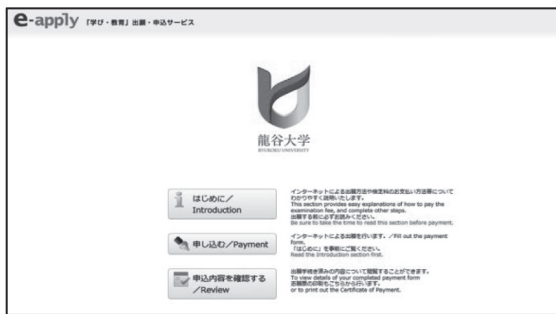 e-apply 「学び・教育」出願・申込サービス
龍谷大学
RYUKOKU UNIVERSITY
はじめに／
Introduction
インターネットによる出願方法や検定料のお支払い方法等について
わかりやすく説明いたします。
This section provides easy explanations of how to pay the
examination fee, and complete other steps.
出願する前に必ずお読みください。
Be sure to take the time to read this section before payment.
申し込む/Payment
インターネットによる出願を行います。／Fill out the payment
form.
「はじめに」を事前にご覧ください。
Read the Introduction section first.
申込内容を確認する
／Review
出願手続き済みの内容について閲覧することができます。
To view details of your completed payment form
志願票の印刷もこちらから行います。
or to print out the Certificate of Payment.